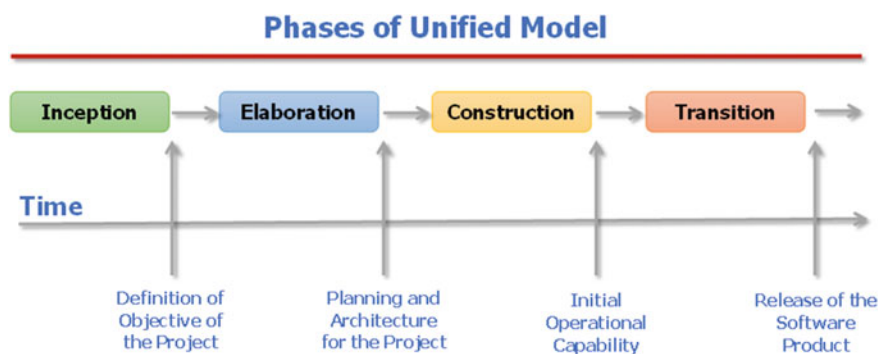 Phases of Unified Model
Inception
Elaboration
Construction
Transition
Time
Definition of
Objective of
the Project
Planning and
Architecture
for the Project
Initial
Operational
Capability
Release of the
Software
Product